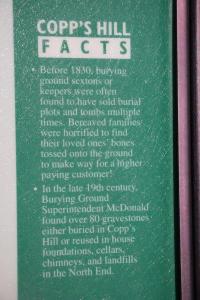 COPP'S HILL
FACTS
• Before 1830, burying
ground sextons or
keepers were often
found to have sold burial
plots and tombs multiple
times. Bereaved families
were horrified to find
their loved ones' bones
tossed onto the ground
to make way for a higher
paying customer!
• In the late 19th century,
Burying Ground
Superintendent McDonald
found over 80 gravestones
either buried in Copp's
Hill or reused in house
foundations, cellars,
chimneys, and landfills
in the North End.